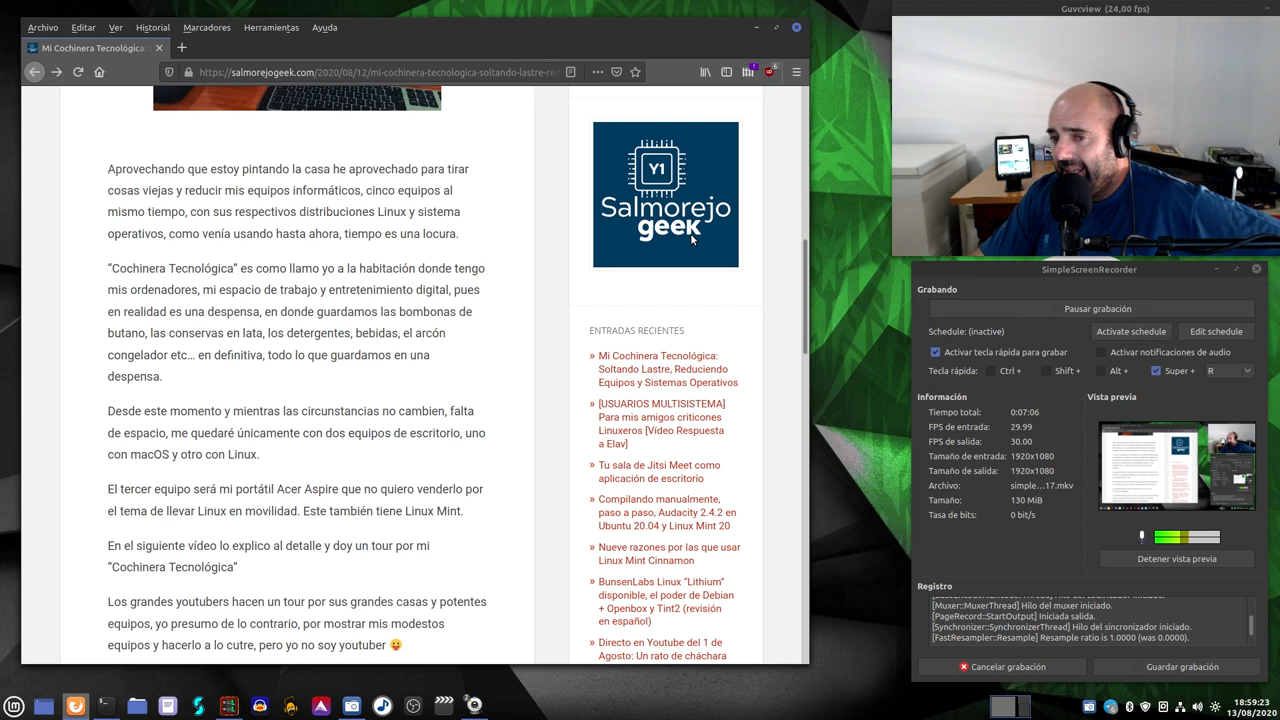 Archivo Editar Ver Historial Marcadores Herramientas Ayuda
Mi Cochinera Tecnológica:
https://salmorejogeek.com/2020/08/12/mi-cochinera-tecnologica-soltando-lastre-re
6
Aprovechando que estoy pintando la casa he aprovechado para tirar
cosas viejas y reducir mis equipos informáticos, cinco equipos al
mismo tiempo, con sus respectivos distribuciones Linux y sistema
operativos, como venía usando hasta ahora, tiempo es una locura.
“Cochinera Tecnológica” es como llamo yo a la habitación donde tengo
mis ordenadores, mi espacio de trabajo y entretenimiento digital, pues
en realidad es una despensa, en donde guardamos las bombonas de
butano, las conservas en lata, los detergentes, bebidas, el arcón
congelador etc… en definitiva, todo lo que guardamos en una
despensa.
Desde este momento y mientras las circunstancias no cambien, falta
de espacio, me quedaré únicamente con dos equipos de escritorio, uno
con macOS y otro con Linux.
El tercer equipo será mi portátil Acer Aspire que no quiero venderlo por
el tema de llevar Linux en movilidad. Este también tiene Linux Mint.
En el siguiente vídeo lo explico al detalle y doy un tour por mi
“Cochinera Tecnológica”
Los grandes youtubers hacen un tour por sus grandes casas y potentes
equipos, yo presumo de lo contrario, por mostrar mis modestos
equipos y hacerlo a lo cutre, pero yo no soy youtuber 😜
Y1
Salmorejo
geek
ENTRADAS RECIENTES
» Mi Cochinera Tecnológica:
Soltando Lastre, Reduciendo
Equipos y Sistemas Operativos
» [USUARIOS MULTISISTEMA]
Para mis amigos criticones
Linuxeros [Vídeo Respuesta
a Elav]
» Tu sala de Jitsi Meet como
aplicación de escritorio
» Compilando manualmente,
paso a paso, Audacity 2.4.2 en
Ubuntu 20.04 y Linux Mint 20
» Nueve razones por las que usar
Linux Mint Cinnamon
» BunsenLabs Linux “Lithium”
disponible, el poder de Debian
+ Openbox y Tint2 (revisión
en español)
» Directo en Youtube del 1 de
Agosto: Un rato de cháchara
Guvcview (24,00 fps)
SimpleScreenRecorder
Grabando
Pausar grabación
Schedule: (inactive) Activate schedule Edit schedule
Activar tecla rápida para grabar Activar notificaciones de audio
Tecla rápida: Ctrl + Shift + Alt + Super + R
Información
Tiempo total: 0:07:06
FPS de entrada: 29.99
FPS de salida: 30.00
Tamaño de entrada: 1920x1080
Tamaño de salida: 1920x1080
Archivo: simple…17.mkv
Tamaño: 130 MiB
Tasa de bits: 0 bit/s
Vista previa
Detener vista previa
Registro
[Muxer::MuxerThread] Hilo del muxer iniciado.
[PageRecord::StartOutput] Iniciada salida.
[Synchronizer::SynchronizerThread] Hilo del sincronizador iniciado.
[FastResampler::Resample] Resample ratio is 1.0000 (was 0.0000).
Cancelar grabación Guardar grabación
18:59:23
13/08/2020